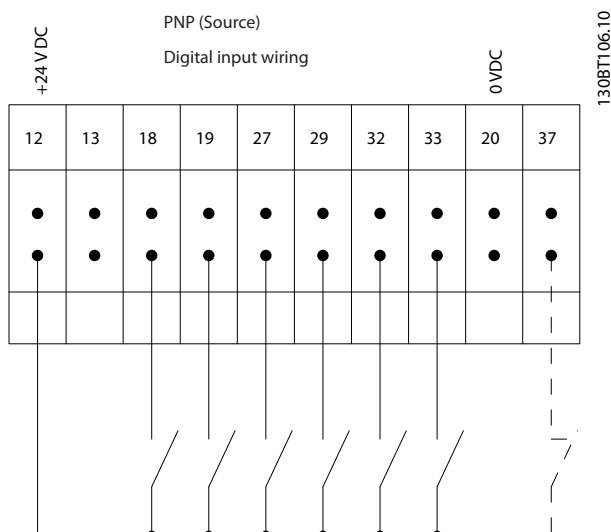 PNP (Source)
Digital input wiring
+24 V DC
0 VDC
130BT106.10
12 13 18 19 27 29 32 33 20 37